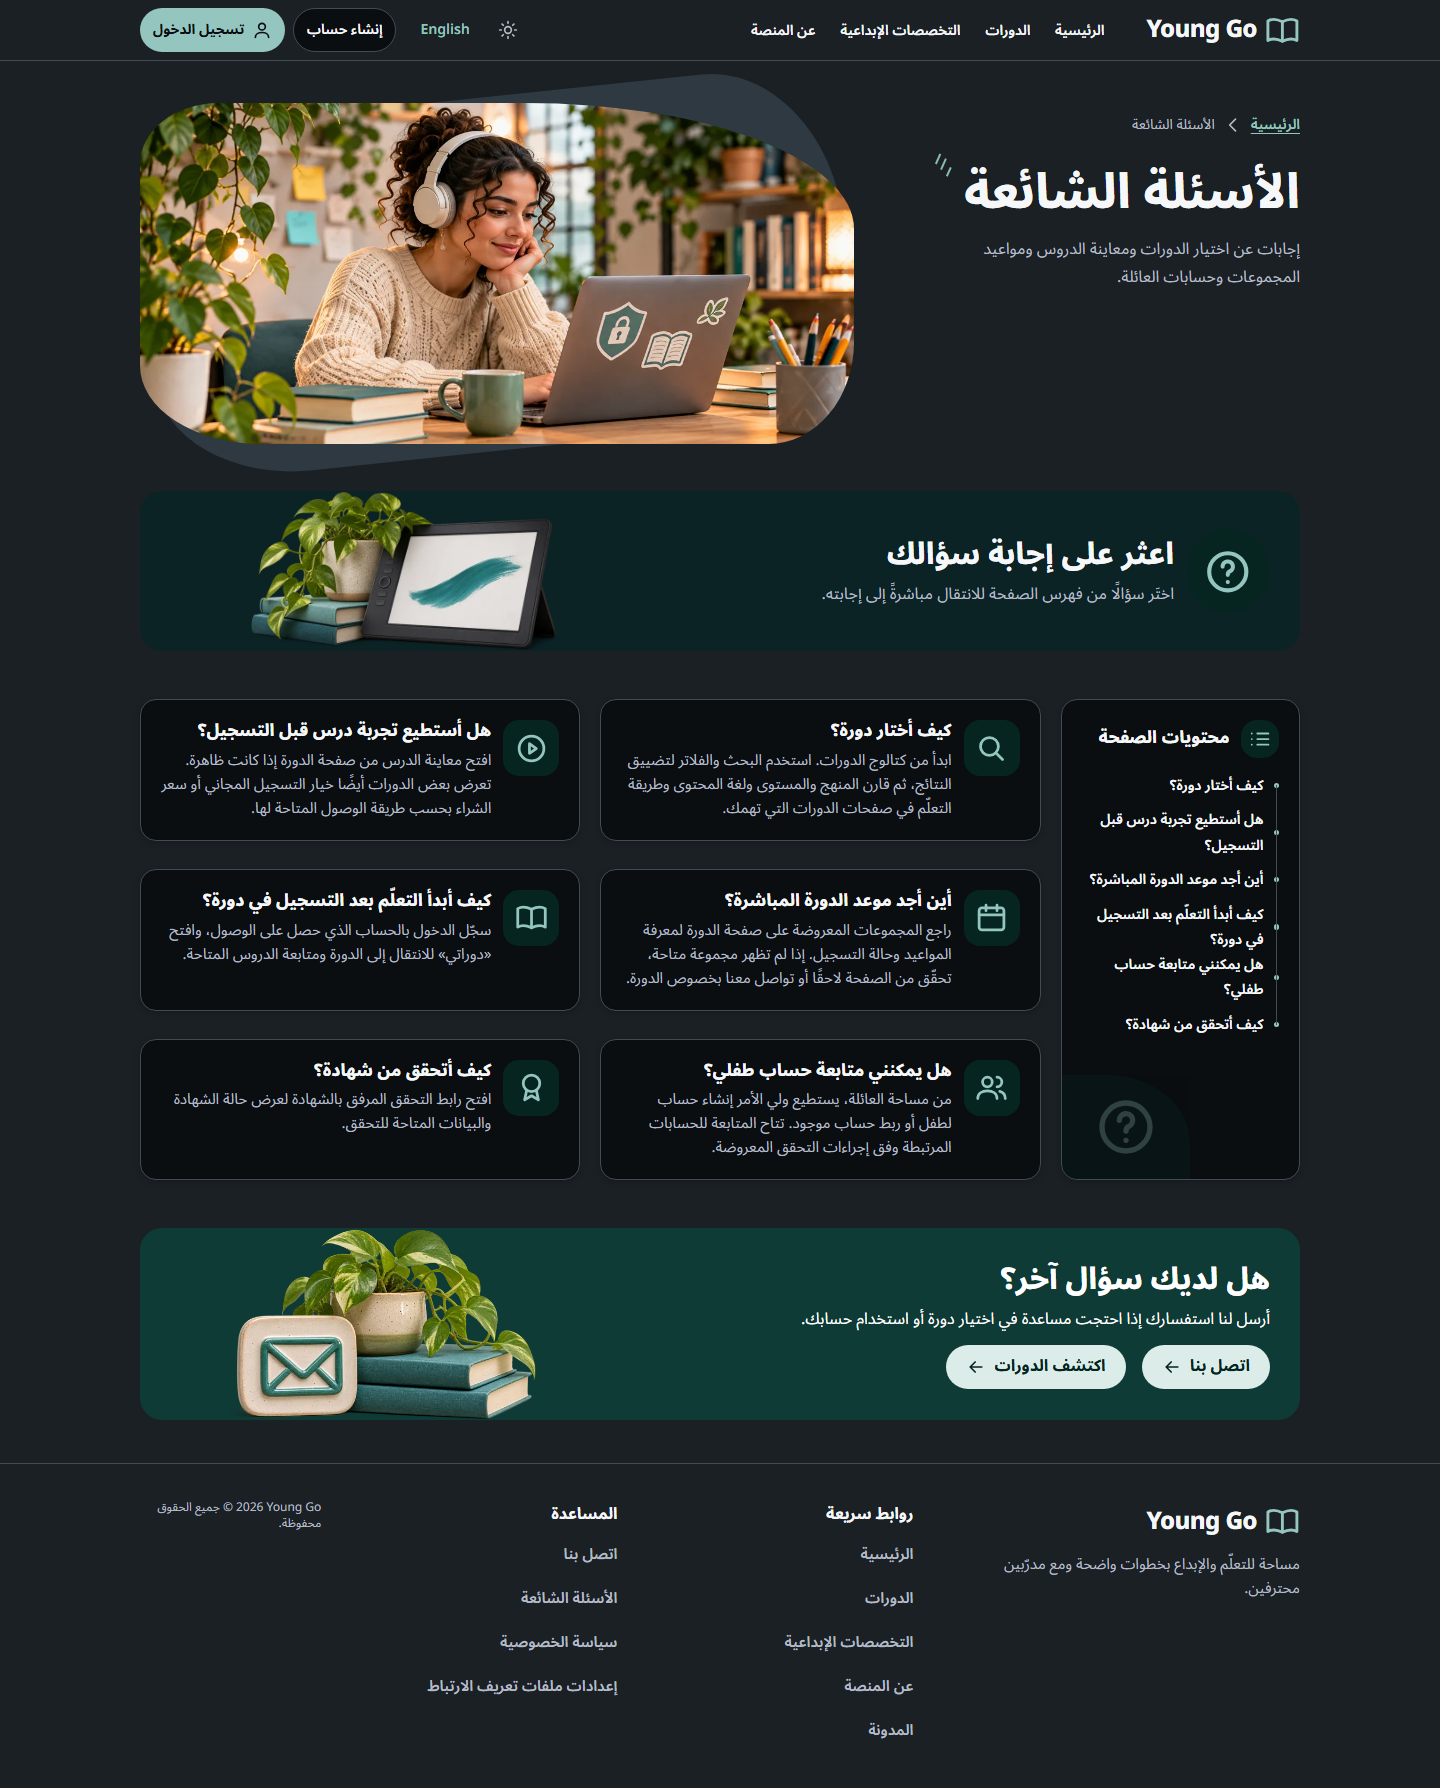 Young Go
الرئيسية
الدورات
التخصصات الإبداعية
عن المنصة
English
إنشاء حساب
تسجيل الدخول
الرئيسية
الأسئلة الشائعة
الأسئلة الشائعة
إجابات عن اختيار الدورات ومعاينة الدروس ومواعيد
المجموعات وحسابات العائلة.
اعثر على إجابة سؤالك
اختَر سؤالًا من فهرس الصفحة للانتقال مباشرةً إلى إجابته.
محتويات الصفحة
كيف أختار دورة؟
هل أستطيع تجربة درس قبل
التسجيل؟
أين أجد موعد الدورة المباشرة؟
كيف أبدأ التعلّم بعد التسجيل
في دورة؟
هل يمكنني متابعة حساب
طفلي؟
كيف أتحقق من شهادة؟
كيف أختار دورة؟
ابدأ من كتالوج الدورات. استخدم البحث والفلاتر لتضييق
النتائج، ثم قارن المنهج والمستوى ولغة المحتوى وطريقة
التعلّم في صفحات الدورات التي تهمك.
هل أستطيع تجربة درس قبل التسجيل؟
افتح معاينة الدرس من صفحة الدورة إذا كانت ظاهرة.
تعرض بعض الدورات أيضًا خيار التسجيل المجاني أو سعر
الشراء بحسب طريقة الوصول المتاحة لها.
أين أجد موعد الدورة المباشرة؟
راجع المجموعات المعروضة على صفحة الدورة لمعرفة
المواعيد وحالة التسجيل. إذا لم تظهر مجموعة متاحة،
تحقّق من الصفحة لاحقًا أو تواصل معنا بخصوص الدورة.
كيف أبدأ التعلّم بعد التسجيل في دورة؟
سجّل الدخول بالحساب الذي حصل على الوصول، وافتح
«دوراتي» للانتقال إلى الدورة ومتابعة الدروس المتاحة.
هل يمكنني متابعة حساب طفلي؟
من مساحة العائلة، يستطيع ولي الأمر إنشاء حساب
لطفل أو ربط حساب موجود. تتاح المتابعة للحسابات
المرتبطة وفق إجراءات التحقق المعروضة.
كيف أتحقق من شهادة؟
افتح رابط التحقق المرفق بالشهادة لعرض حالة الشهادة
والبيانات المتاحة للتحقق.
هل لديك سؤال آخر؟
أرسل لنا استفسارك إذا احتجت مساعدة في اختيار دورة أو استخدام حسابك.
اتصل بنا
اكتشف الدورات
Young Go
مساحة للتعلّم والإبداع بخطوات واضحة ومع مدرّبين
محترفين.
روابط سريعة
الرئيسية
الدورات
التخصصات الإبداعية
عن المنصة
المدونة
المساعدة
اتصل بنا
الأسئلة الشائعة
سياسة الخصوصية
إعدادات ملفات تعريف الارتباط
Young Go 2026 © جميع الحقوق
محفوظة.